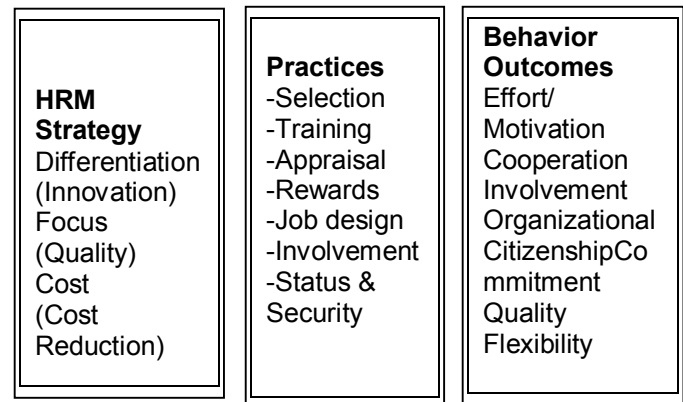 HRM
Strategy
Differentiation
(Innovation)
Focus
(Quality)
Cost
(Cost
Reduction)
Practices
-Selection
-Training
-Appraisal
-Rewards
-Job design
-Involvement
-Status &
Security
Behavior
Outcomes
Effort/
Motivation
Cooperation
Involvement
Organizational
CitizenshipCo
mmitment
Quality
Flexibility